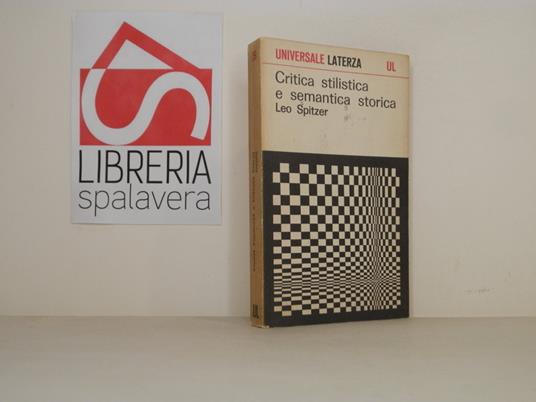 LIBRERIA
spalavera
UNIVERSALE LATERZA UL
Critica stilistica
e semantica storica
Leo Spitzer
UL